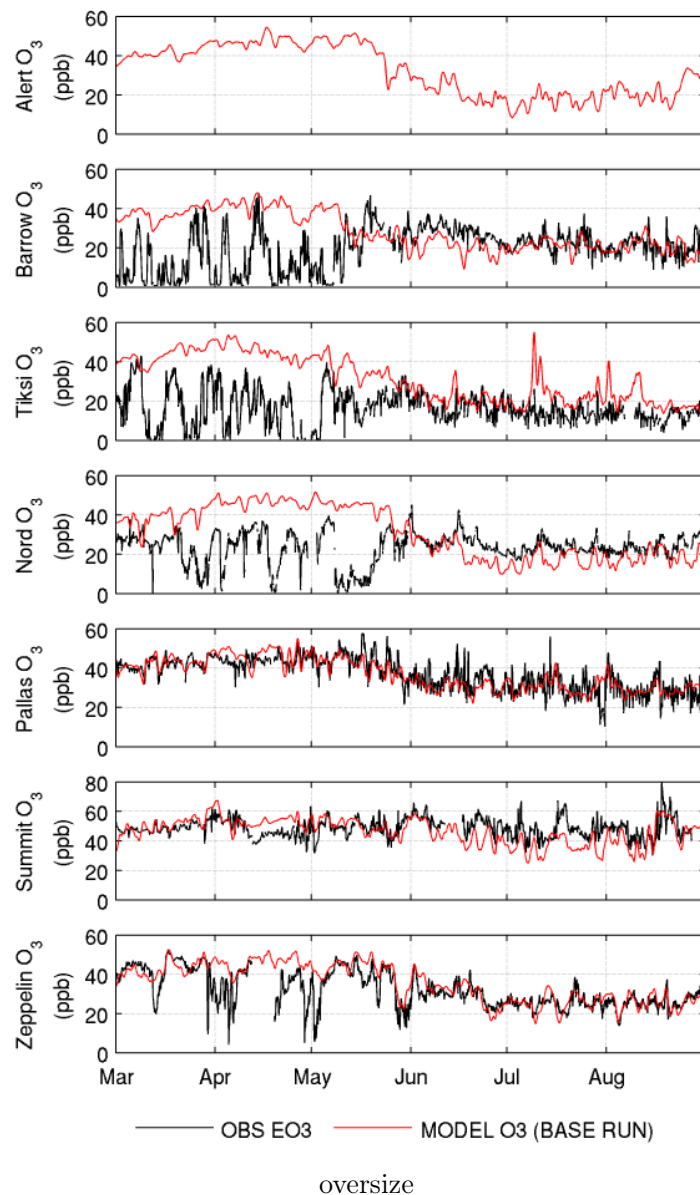 60
40
20
0
Alert O3
(ppb)
60
40
20
0
Barrow O3
(ppb)
60
40
20
0
Tiksi O3
(ppb)
60
40
20
0
Nord O3
(ppb)
60
40
20
0
Pallas O3
(ppb)
80
60
40
20
0
Summit O3
(ppb)
60
40
20
0
Zeppelin O3
(ppb)
Mar Apr May Jun Jul Aug
OBS EO3 MODEL O3 (BASE RUN)
oversize